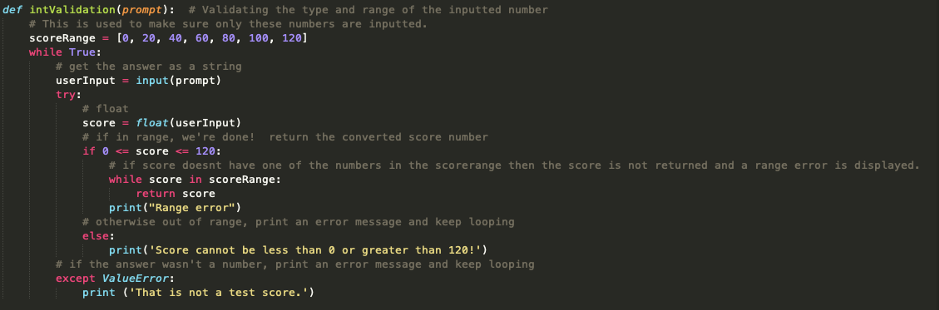 def intValidation(prompt):  # Validating the type and range of the inputted number
    # This is used to make sure only these numbers are inputted.
    scoreRange = [0, 20, 40, 60, 80, 100, 120]
    while True:
        # get the answer as a string
        userInput = input(prompt)
        try:
            # float
            score = float(userInput)
            # if in range, we're done!  return the converted score number
            if 0 <= score <= 120:
                # if score doesnt have one of the numbers in the scorerange then the score is not returned and a range error is displayed.
                while score in scoreRange:
                    return score
                print("Range error")
            # otherwise out of range, print an error message and keep looping
            else:
                print('Score cannot be less than 0 or greater than 120!')
        # if the answer wasn't a number, print an error message and keep looping
        except ValueError:
            print ('That is not a test score.')